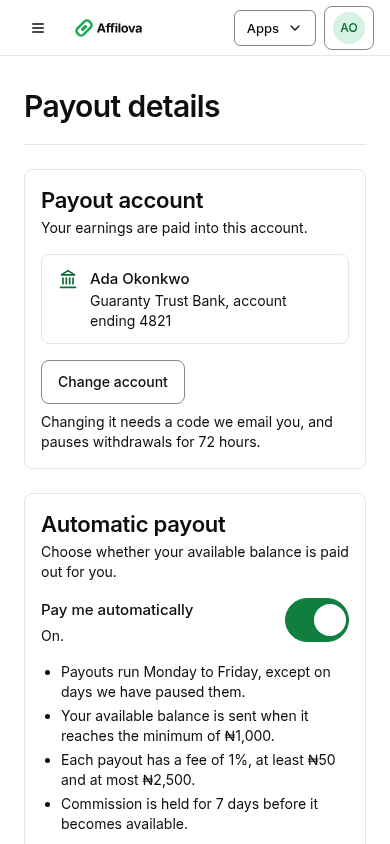 Affilova
Apps
AO
Payout details
Payout account
Your earnings are paid into this account.
Ada Okonkwo
Guaranty Trust Bank, account
ending 4821
Change account
Changing it needs a code we email you, and
pauses withdrawals for 72 hours.
Automatic payout
Choose whether your available balance is paid
out for you.
Pay me automatically
On.
• Payouts run Monday to Friday, except on
days we have paused them.
• Your available balance is sent when it
reaches the minimum of ₦1,000.
• Each payout has a fee of 1%, at least ₦50
and at most ₦2,500.
• Commission is held for 7 days before it
becomes available.